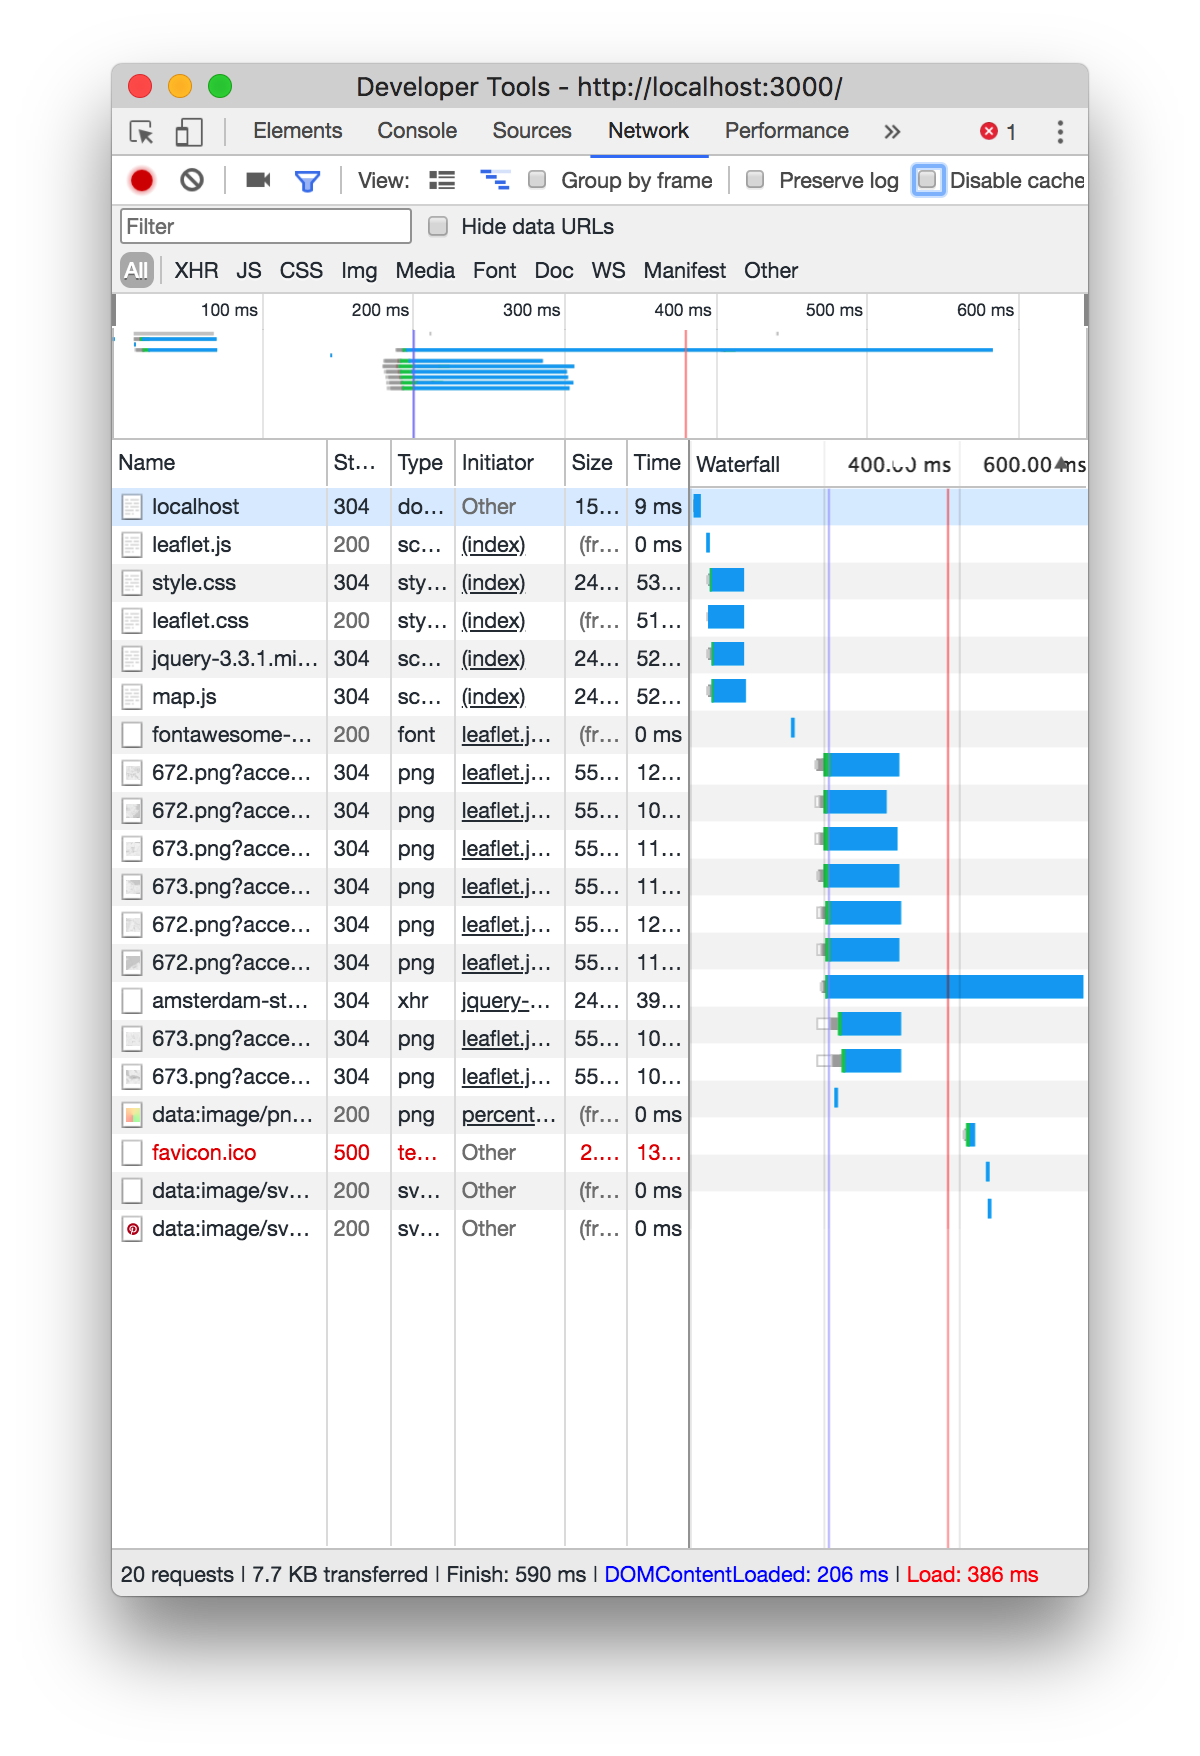 Developer Tools - http://localhost:3000/
Elements Console Sources Network Performance » 1
View: Group by frame Preserve log Disable cache
Filter Hide data URLs
All XHR JS CSS Img Media Font Doc WS Manifest Other
100 ms 200 ms 300 ms 400 ms 500 ms 600 ms
Name St... Type Initiator Size Time Waterfall 400.00 ms 600.00 ms
localhost 304 do... Other 15... 9 ms
leaflet.js 200 sc... (index) (fr... 0 ms
style.css 304 sty... (index) 24... 53...
leaflet.css 200 sty... (index) (fr... 51...
jquery-3.3.1.mi... 304 sc... (index) 24... 52...
map.js 304 sc... (index) 24... 52...
fontawesome-... 200 font leaflet.j... (fr... 0 ms
672.png?acce... 304 png leaflet.j... 55... 12...
672.png?acce... 304 png leaflet.j... 55... 10...
673.png?acce... 304 png leaflet.j... 55... 11...
673.png?acce... 304 png leaflet.j... 55... 11...
672.png?acce... 304 png leaflet.j... 55... 12...
672.png?acce... 304 png leaflet.j... 55... 11...
amsterdam-st... 304 xhr jquery-... 24... 39...
673.png?acce... 304 png leaflet.j... 55... 10...
673.png?acce... 304 png leaflet.j... 55... 10...
data:image/pn... 200 png percent... (fr... 0 ms
favicon.ico 500 te... Other 2.... 13...
data:image/sv... 200 sv... Other (fr... 0 ms
data:image/sv... 200 sv... Other (fr... 0 ms
20 requests | 7.7 KB transferred | Finish: 590 ms | DOMContentLoaded: 206 ms | Load: 386 ms